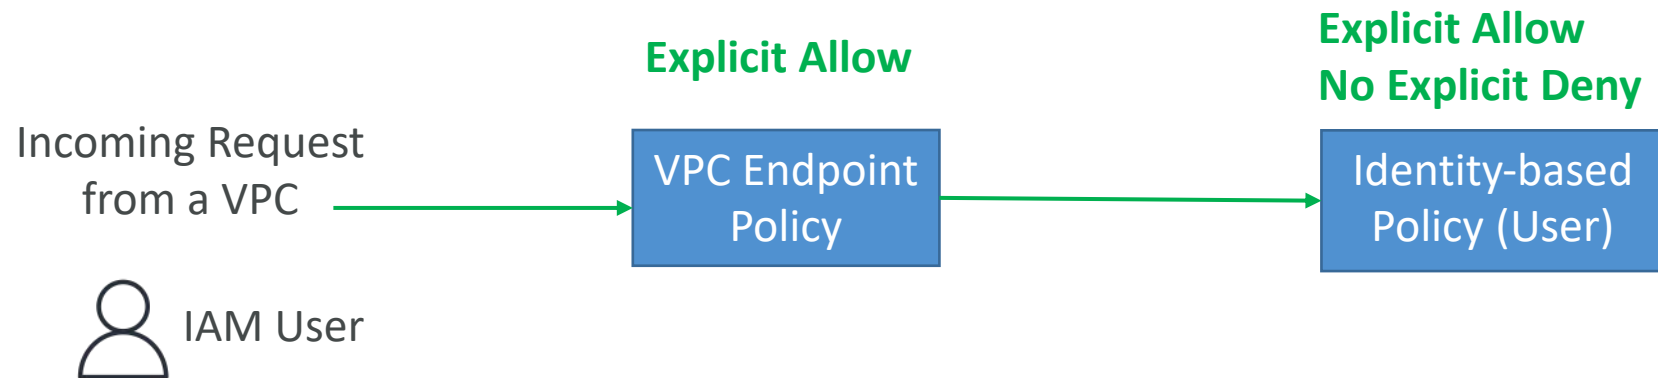 Explicit Allow
Explicit Allow
No Explicit Deny
Incoming Request
from a VPC
VPC Endpoint
Policy
Identity-based
Policy (User)
IAM User